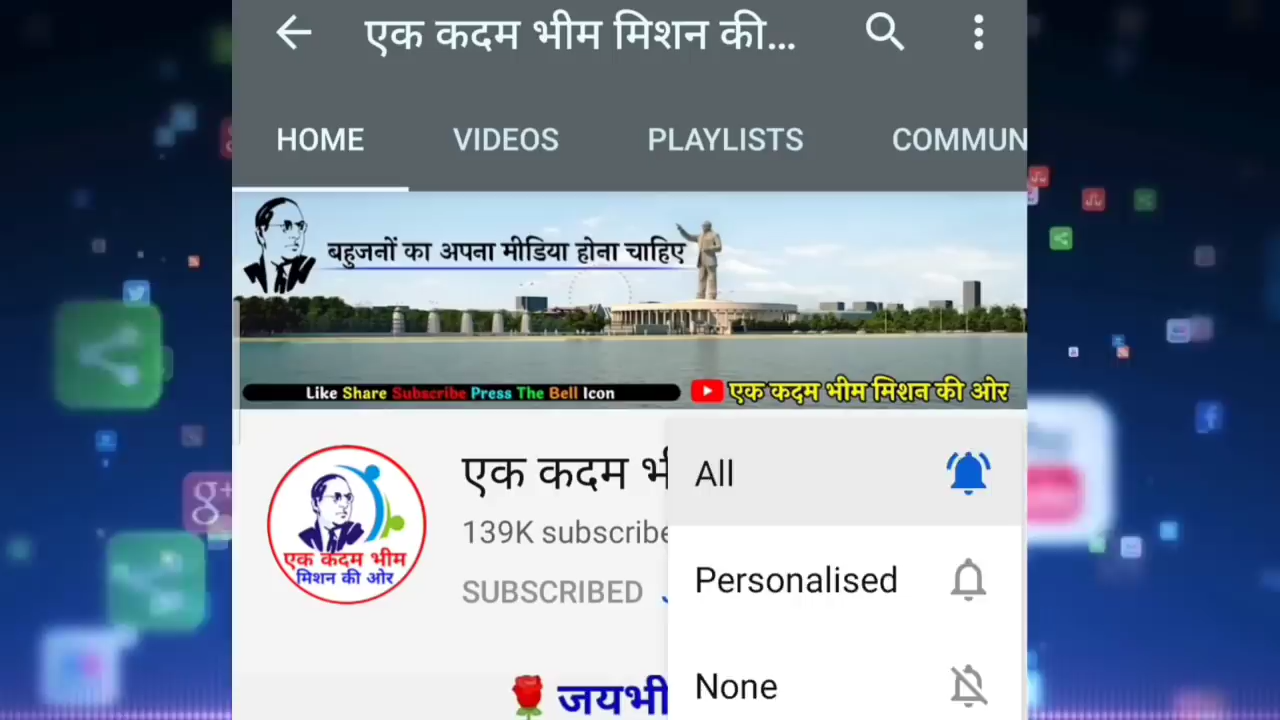 एक कदम भीम मिशन की...
HOME VIDEOS PLAYLISTS COMMUN
बहुजनों का अपना मीडिया होना चाहिए
Like Share Subscribe Press The Bell Icon
एक कदम भीम मिशन की ओर
एक कदम भीम
मिशन की ओर
एक कदम भी
139K subscribe
SUBSCRIBED
All
Personalised
None
जयभी